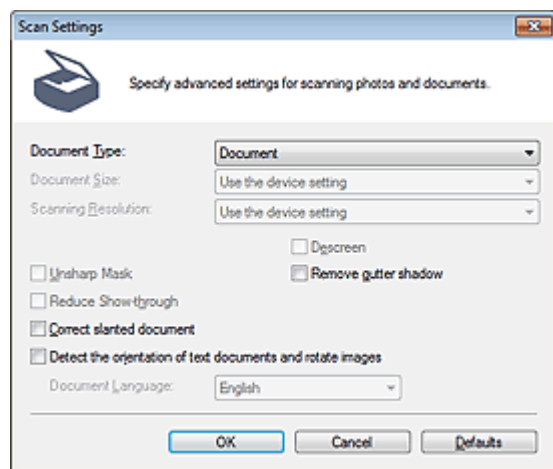 Scan Settings
Specify advanced settings for scanning photos and documents.
Document Type: Document
Document Size: Use the device setting
Scanning Resolution: Use the device setting
Descreen
Unsharp Mask Remove gutter shadow
Reduce Show-through
Correct slanted document
Detect the orientation of text documents and rotate images
Document Language: English
OK Cancel Defaults